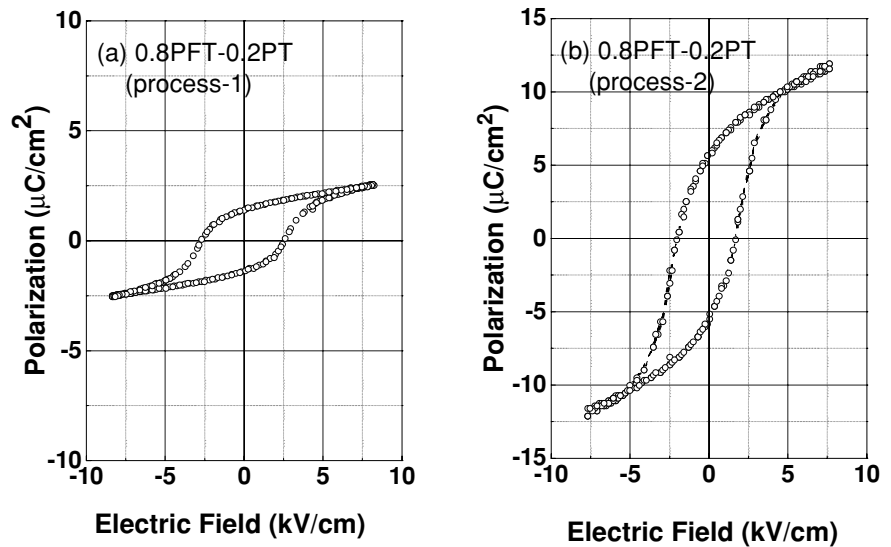 (a) 0.8PFT-0.2PT
(process-1)
Polarization (μC/cm²)
10
5
0
-5
-10
-10
-5
0
5
10
Electric Field (kV/cm)
(b) 0.8PFT-0.2PT
(process-2)
Polarization (μC/cm²)
15
10
5
0
-5
-10
-15
-10
-5
0
5
10
Electric Field (kV/cm)